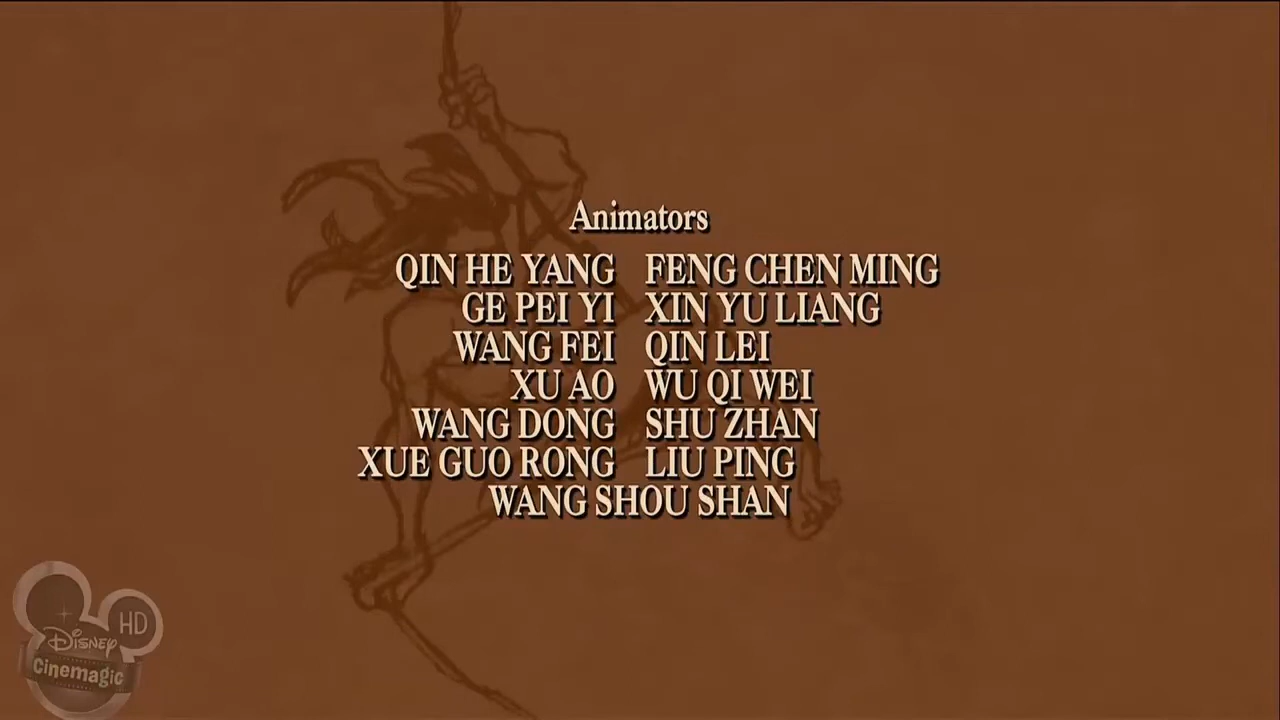 Animators
QIN HE YANG FENG CHEN MING
GE PEI YI XIN YU LIANG
WANG FEI QIN LEI
XU AO WU QI WEI
WANG DONG SHU ZHAN
XUE GUO RONG LIU PING
WANG SHOU SHAN
HD
Disney
Cinemagic